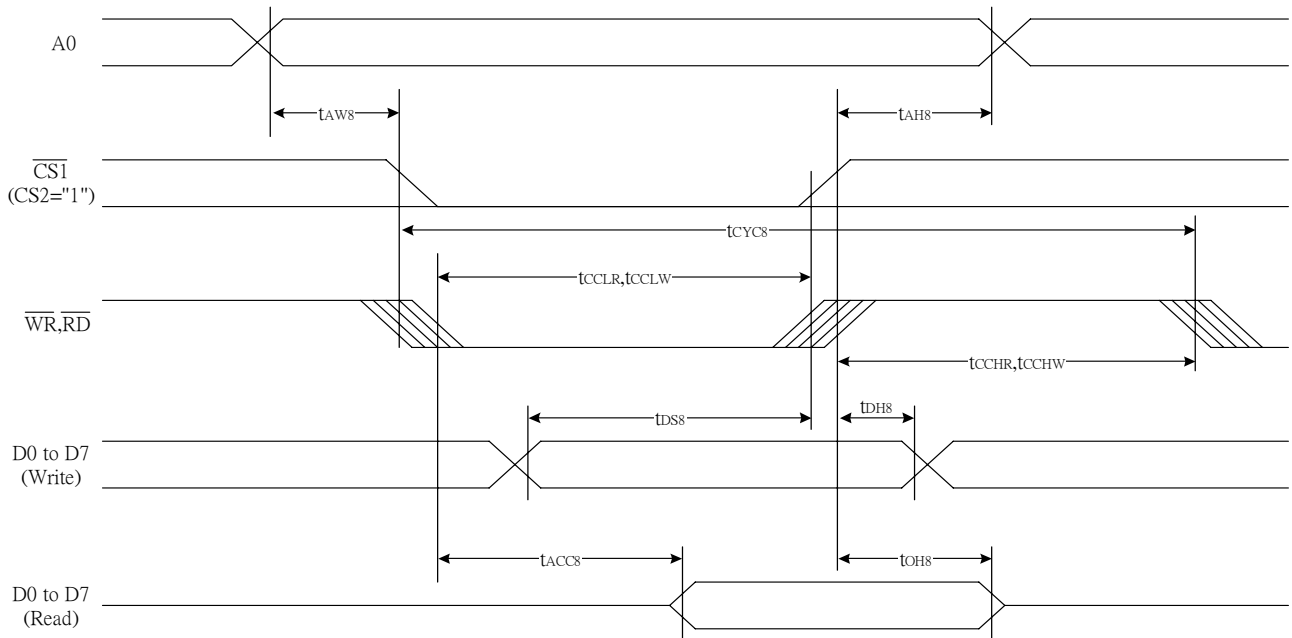 A0
tAW8
tAH8
CS1
(CS2="1")
tCYC8
tCCLR,tCCLW
WR,RD
tCCHR,tCCHW
tDS8
tDH8
D0 to D7
(Write)
tACC8
tOH8
D0 to D7
(Read)